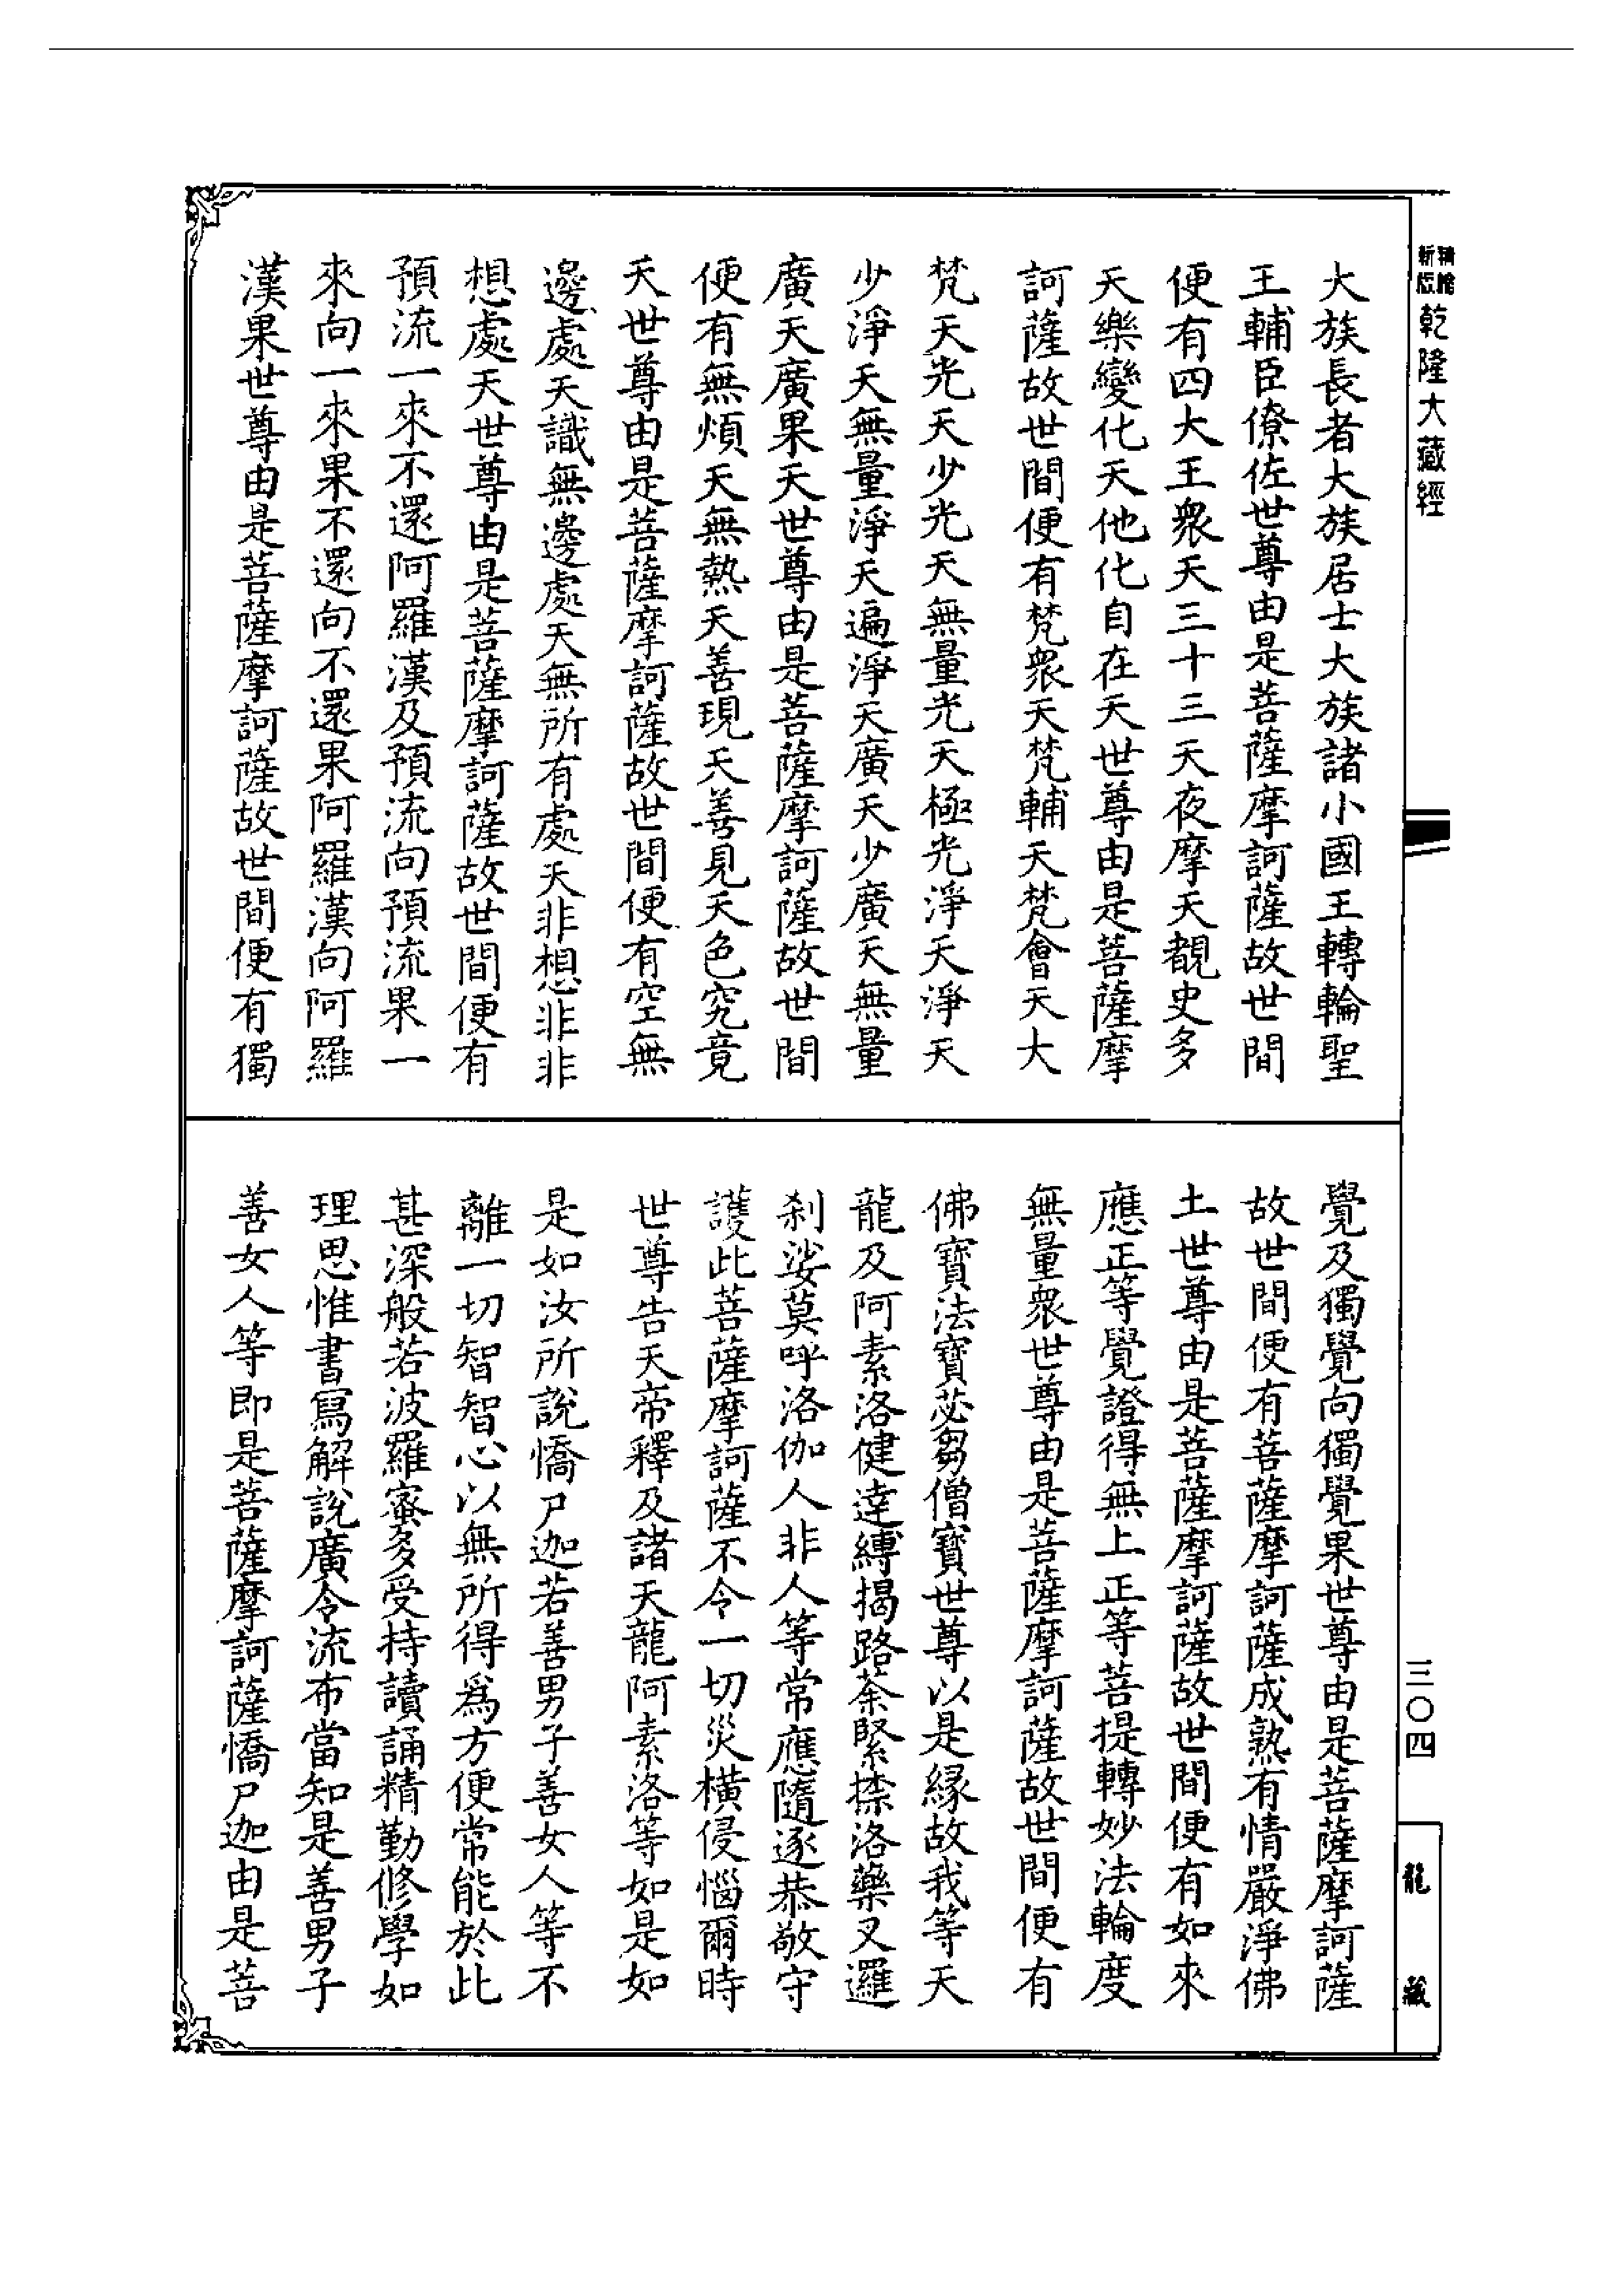 精縮新版乾隆大藏經
大族長者大族居士大族諸小國王轉輪聖
王輔臣僚佐世尊由是菩薩摩訶薩故世間
便有四大王衆天三十三天夜摩天覩史多
天樂變化天他化自在天世尊由是菩薩摩
訶薩故世間便有梵衆天梵輔天梵會天大
梵天光天少光天無量光天極光淨天淨天
少淨天無量淨天遍淨天廣天少廣天無量
廣天廣果天世尊由是菩薩摩訶薩故世間
便有無煩天無熱天善現天善見天色究竟
天世尊由是菩薩摩訶薩故世間便有空無
邊處天識無邊處天無所有處天非想非非
想處天世尊由是菩薩摩訶薩故世間便有
預流一來不還阿羅漢及預流向預流果一
來向一來果不還向不還果阿羅漢向阿羅
漢果世尊由是菩薩摩訶薩故世間便有獨
覺及獨覺向獨覺果世尊由是菩薩摩訶薩
故世間便有菩薩摩訶薩成熟有情嚴淨佛
土世尊由是菩薩摩訶薩故世間便有如來
應正等覺證得無上正等菩提轉妙法輪度
無量衆世尊由是菩薩摩訶薩故世間便有
佛寶法寶苾芻僧寶世尊以是緣故我等天
龍及阿素洛健達縛揭路荼緊捺洛藥叉邏
刹娑莫呼洛伽人非人等常應隨逐恭敬守
護此菩薩摩訶薩不令一切災橫侵惱爾時
世尊告天帝釋及諸天龍阿素洛等如是如
是如汝所說憍尸迦若善男子善女人等不
離一切智智心以無所得爲方便常能於此
甚深般若波羅蜜多受持讀誦精勤修學如
理思惟書寫解說廣令流布當知是善男子
善女人等即是菩薩摩訶薩憍尸迦由是菩
三〇四
龍藏